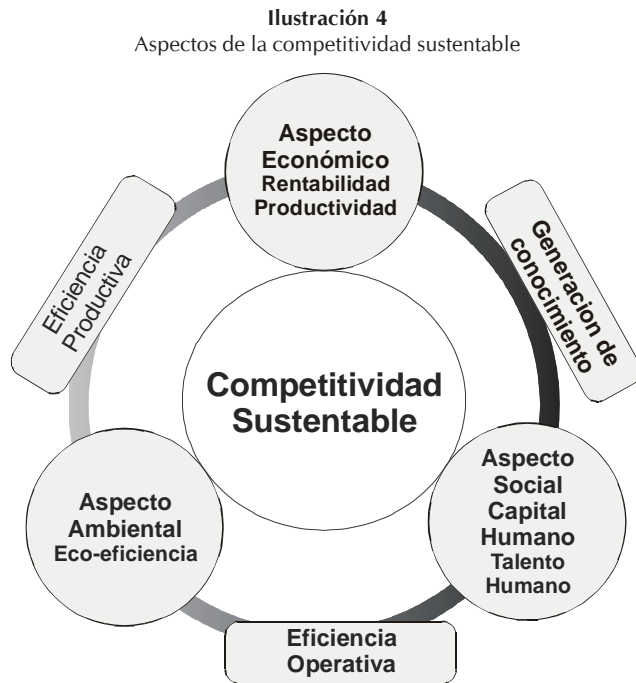 Ilustración 4
Aspectos de la competitividad sustentable
Aspecto
Económico
Rentabilidad
Productividad
Eficiencia
Productiva
Generacion de
conocimiento
Competitividad
Sustentable
Aspecto
Ambiental
Eco-eficiencia
Aspecto
Social
Capital
Humano
Talento
Humano
Eficiencia
Operativa